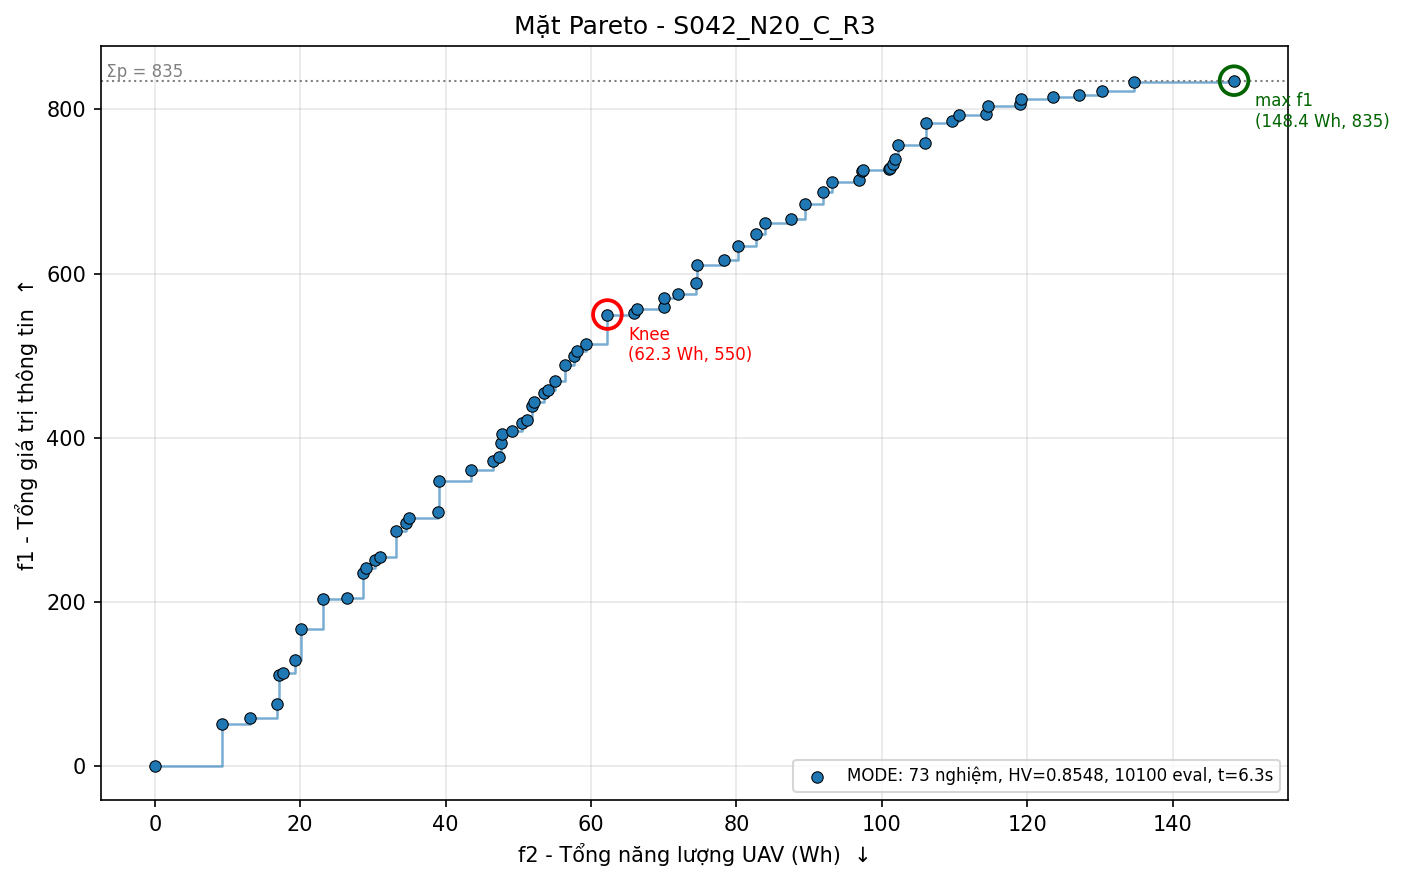 Mặt Pareto - S042_N20_C_R3
Σp = 835
max f1
(148.4 Wh, 835)
Knee
(62.3 Wh, 550)
800
600
400
200
0
f1 - Tổng giá trị thông tin ↑
MODE: 73 nghiệm, HV=0.8548, 10100 eval, t=6.3s
0 20 40 60 80 100 120 140
f2 - Tổng năng lượng UAV (Wh) ↓